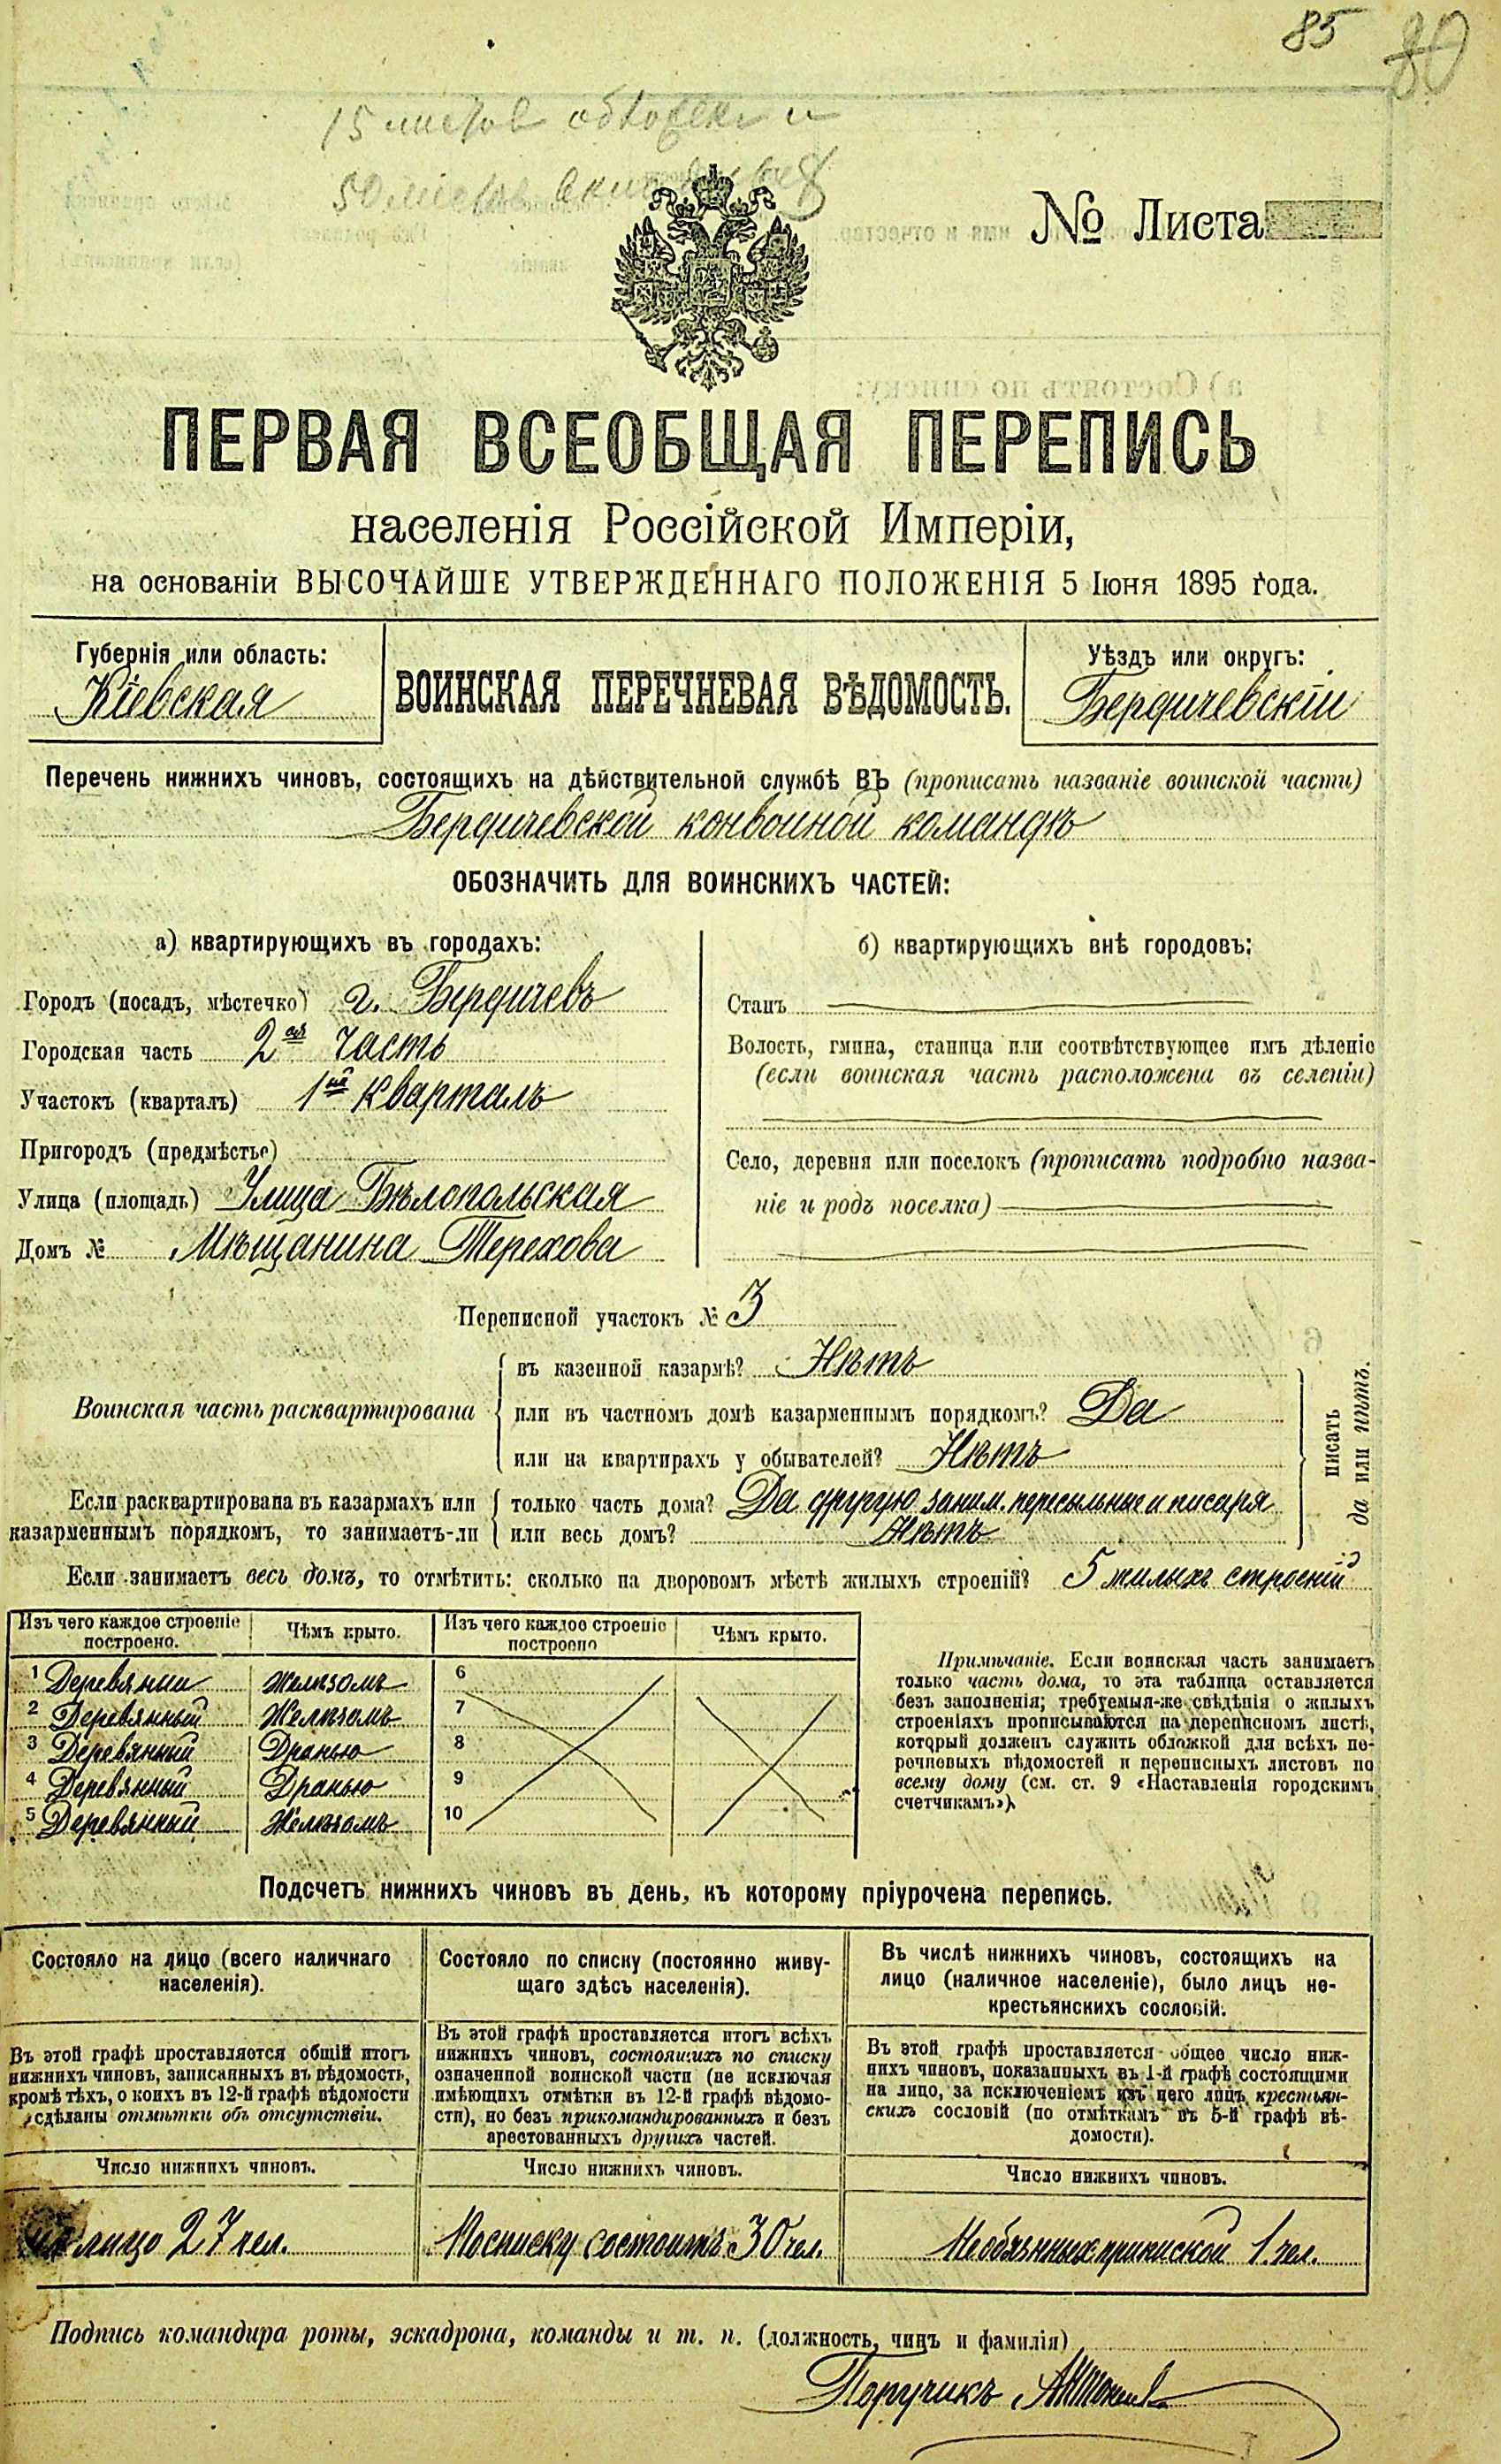 85 80
15 листов обложки и
50 листов
№ Листа
ПЕРВАЯ ВСЕОБЩАЯ ПЕРЕПИСЬ
населенія Россійской Имперіи,
на основаніи ВЫСОЧАЙШЕ УТВЕРЖДЕННАГО ПОЛОЖЕНІЯ 5 Іюня 1895 года.
Губернія или область:
Кіевская
ВОИНСКАЯ ПЕРЕЧНЕВАЯ ВѢДОМОСТЬ.
Уѣздъ или округъ:
Бердичевскій
Перечень нижнихъ чиновъ, состоящихъ на дѣйствительной службѣ ВЪ (прописать названіе воинской части)
Бердичевской конвойной командѣ
ОБОЗНАЧИТЬ ДЛЯ ВОИНСКИХЪ ЧАСТЕЙ:
а) квартирующихъ въ городахъ:
Городъ (посадъ, мѣстечко) г. Бердичевъ
Городская часть 2ая часть
Участокъ (кварталъ) 1ый кварталъ
Пригородъ (предмѣстье)
Улица (площадь) Улица Бѣлопольская
Домъ № Мѣщанина Терехова
б) квартирующихъ внѣ городовъ:
Станъ
Волость, гмина, станица или соотвѣтствующее имъ дѣленіе
(если воинская часть расположена въ селеніи)
Село, деревня или поселокъ (прописать подробно назва-
ніе и родъ поселка)
Переписной участокъ № 3
Воинская часть расквартирована
въ казенной казармѣ? Нѣтъ
или въ частномъ домѣ казарменнымъ порядкомъ? Да
или на квартирахъ у обывателей? Нѣтъ
Если расквартирована въ казармахъ или
казарменнымъ порядкомъ, то занимаетъ-ли
только часть дома? Да другую заним. пересыльные и писаря
или весь домъ? Нѣтъ
писать
да или нѣтъ.
Если занимаетъ весь домъ, то отмѣтить: сколько на дворовомъ мѣстѣ жилыхъ строеній? 5 жилыхъ строеній
Изъ чего каждое строеніе
построено.
Чѣмъ крыто.
Изъ чего каждое строеніе
построено
Чѣмъ крыто.
1 Деревянный Желѣзомъ 6
2 Деревянный Желѣзомъ 7
3 Деревянный Дранью 8
4 Деревянный Дранью 9
5 Деревянный Желѣзомъ 10
Примѣчаніе. Если воинская часть занимаетъ
только часть дома, то эта таблица оставляется
безъ заполненія; требуемыя-же свѣдѣнія о жилыхъ
строеніяхъ прописываются на переписномъ листѣ,
который долженъ служить обложкой для всѣхъ пе-
речневыхъ вѣдомостей и переписныхъ листовъ по
всему дому (см. ст. 9 «Наставленія городскимъ
счетчикамъ»).
Подсчетъ нижнихъ чиновъ въ день, къ которому пріурочена перепись.
Состояло на лицо (всего наличнаго
населенія).
Въ этой графѣ проставляется общій итогъ
нижнихъ чиновъ, записанныхъ въ вѣдомость,
кромѣ тѣхъ, о коихъ въ 12-й графѣ вѣдомости
сдѣланы отмѣтки объ отсутствіи.
Число нижнихъ чиновъ.
на лицо 27 чел.
Состояло по списку (постоянно живу-
щаго здѣсь населенія).
Въ этой графѣ проставляется итогъ всѣхъ
нижнихъ чиновъ, состоящихъ по списку
означенной воинской части (не исключая
имѣющихъ отмѣтки въ 12-й графѣ вѣдомо-
сти), но безъ прикомандированныхъ и безъ
арестованныхъ другихъ частей.
Число нижнихъ чиновъ.
По списку состоитъ 30 чел.
Въ числѣ нижнихъ чиновъ, состоящихъ на
лицо (наличное населеніе), было лицъ не-
крестьянскихъ сословій.
Въ этой графѣ проставляется общее число ниж-
нихъ чиновъ, показанныхъ въ 1-й графѣ состоящими
на лицо, за исключеніемъ изъ него лицъ крестьян-
скихъ сословій (по отмѣткамъ въ 5-й графѣ вѣ-
домости).
Число нижнихъ чиновъ.
припиской 1 чел.
Подпись командира роты, эскадрона, команды и т. п. (должность, чинъ и фамилія)
Поручикъ